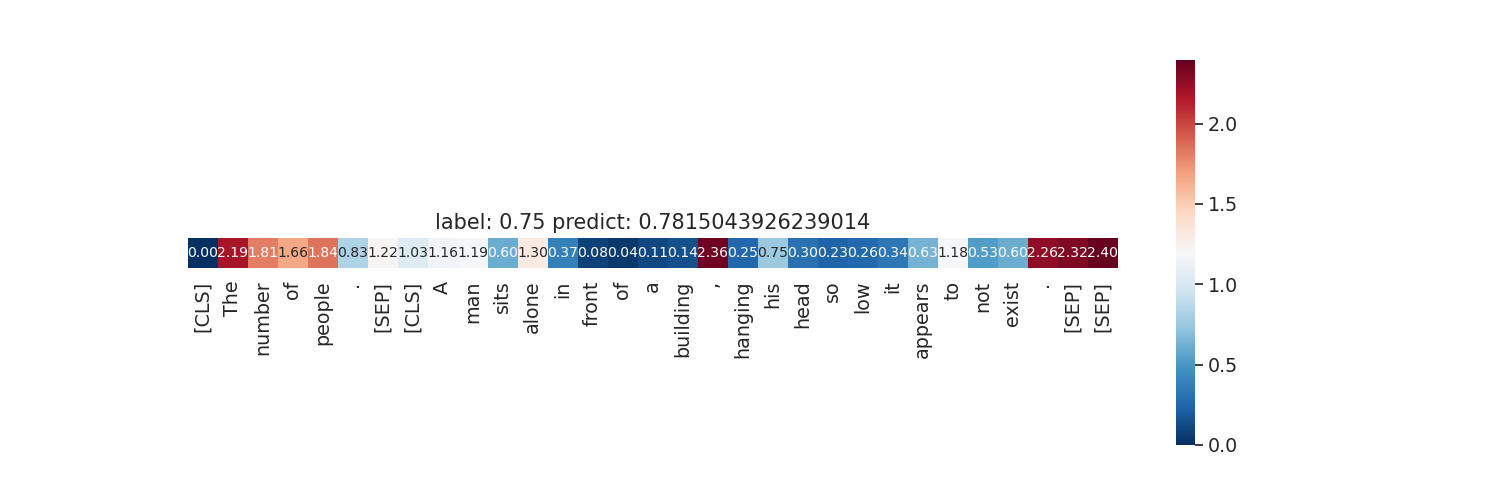 label: 0.75 predict: 0.7815043926239014
0.00 2.19 1.81 1.66 1.84 0.83 1.22 1.03 1.16 1.19 0.60 1.30 0.37 0.08 0.04 0.11 0.14 2.36 0.25 0.75 0.30 0.23 0.26 0.34 0.63 1.18 0.53 0.60 2.26 2.32 2.40
[CLS] The number of people . [SEP] [CLS] A man sits alone in front of a building , hanging his head so low it appears to not exist . [SEP] [SEP]
2.0
1.5
1.0
0.5
0.0